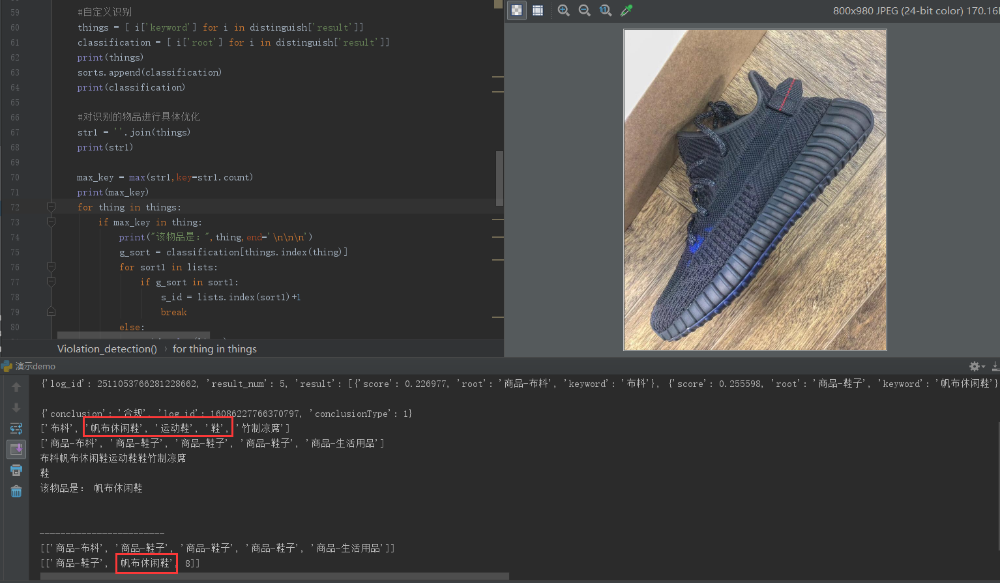 800x980 JPEG (24-bit color) 170.16
59 #自定义识别
60 things = [ i['keyword'] for i in distinguish['result']]
61 classification = [ i['root'] for i in distinguish['result']]
62 print(things)
63 sorts.append(classification)
64 print(classification)
65
66 #对识别的物品进行具体优化
67 str1 = ''.join(things)
68 print(str1)
69
70 max_key = max(str1,key=str1.count)
71 print(max_key)
72 for thing in things:
73 if max_key in thing:
74 print("该物品是：",thing,end='\n\n\n')
75 g_sort = classification[things.index(thing)]
76 for sort1 in lists:
77 if g_sort in sort1:
78 s_id = lists.index(sort1)+1
79 break
80 else:
Violation_detection() › for thing in things
演示demo
{'log_id': 2511053766281228662, 'result_num': 5, 'result': [{'score': 0.226977, 'root': '商品-布料', 'keyword': '布料'}, {'score': 0.255598, 'root': '商品-鞋子', 'keyword': '帆布休闲鞋'}
{'conclusion': '合规', 'log_id': 16086227766370797, 'conclusionType': 1}
['布料', '帆布休闲鞋', '运动鞋', '鞋', '竹制凉席']
['商品-布料', '商品-鞋子', '商品-鞋子', '商品-鞋子', '商品-生活用品']
布料帆布休闲鞋运动鞋鞋竹制凉席
鞋
该物品是： 帆布休闲鞋
------------------------
[['商品-布料', '商品-鞋子', '商品-鞋子', '商品-鞋子', '商品-生活用品']]
[['商品-鞋子', '帆布休闲鞋', 8]]